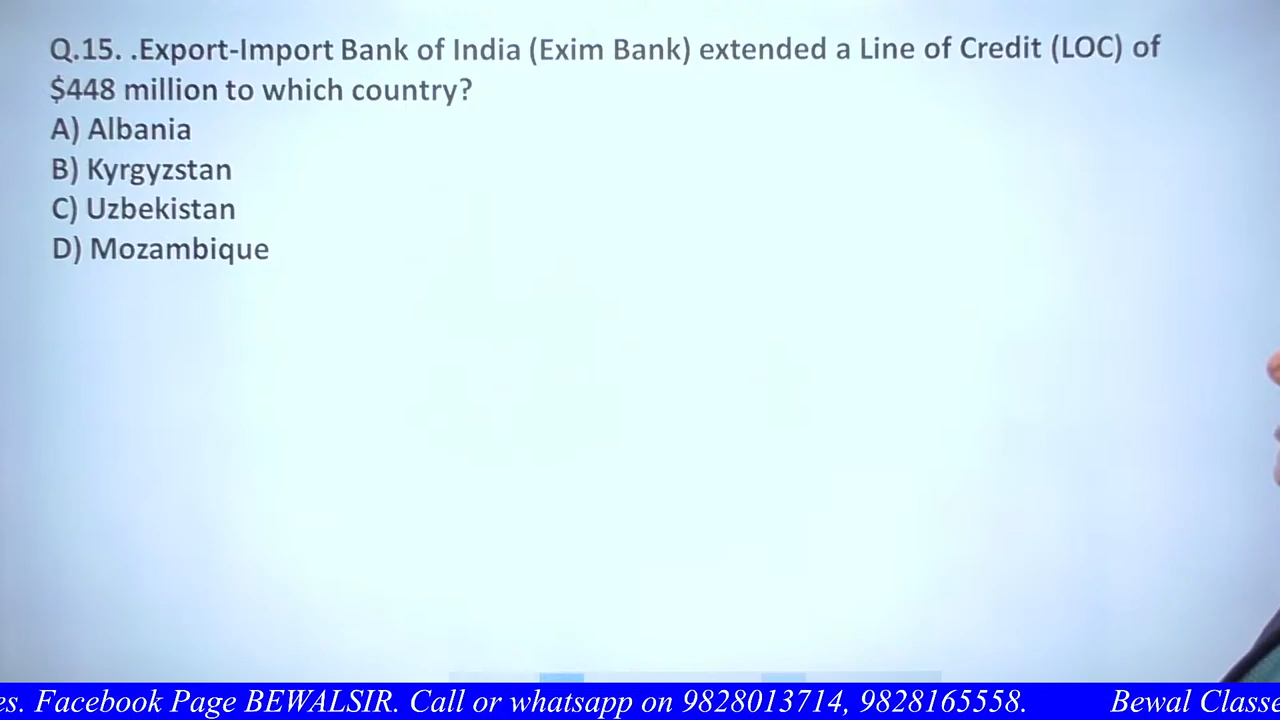 Q.15. .Export-Import Bank of India (Exim Bank) extended a Line of Credit (LOC) of
$448 million to which country?
A) Albania
B) Kyrgyzstan
C) Uzbekistan
D) Mozambique
es. Facebook Page BEWALSIR. Call or whatsapp on 9828013714, 9828165558. Bewal Classe